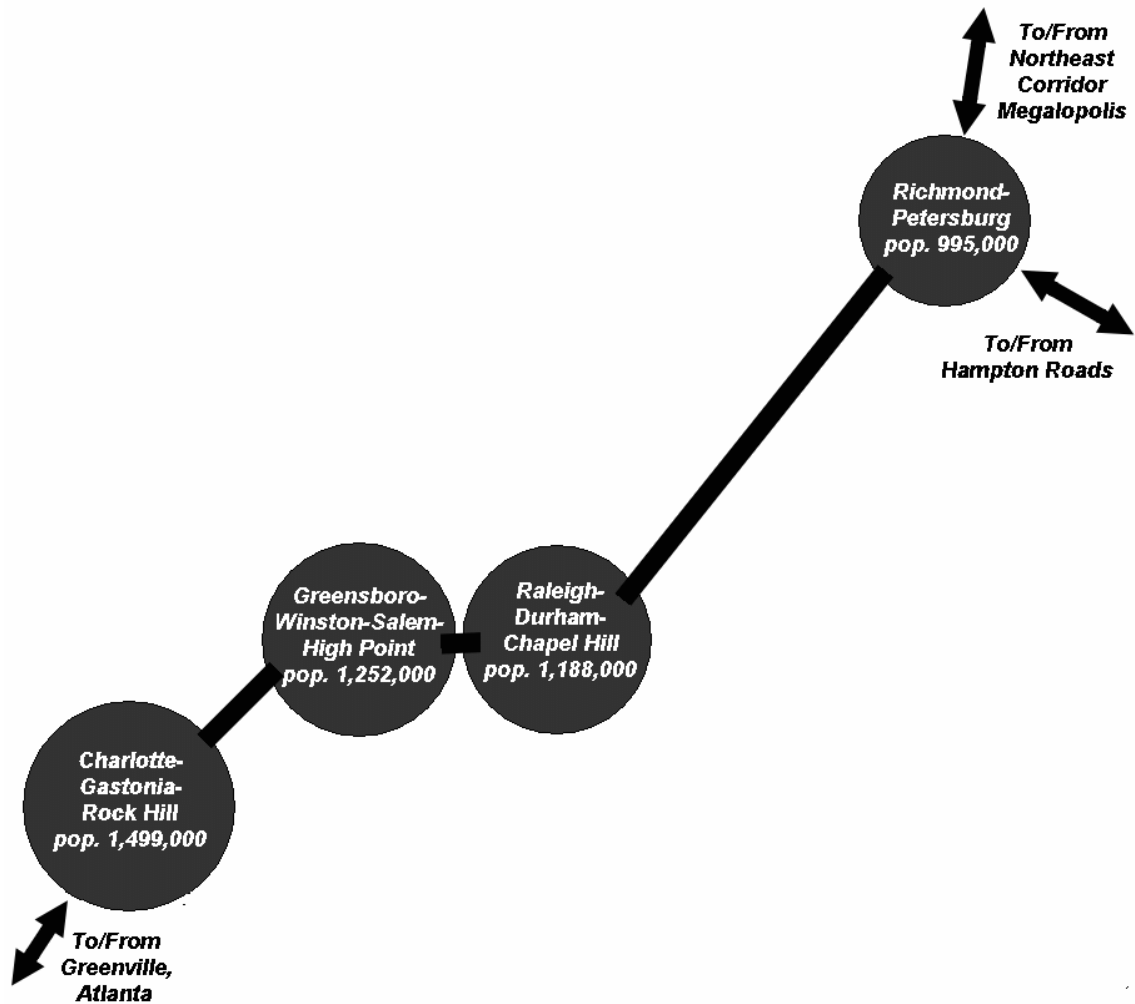 To/From
Northeast
Corridor
Megalopolis
Richmond-
Petersburg
pop. 995,000
To/From
Hampton Roads
Greensboro-
Winston-Salem-
High Point
pop. 1,252,000
Raleigh-
Durham-
Chapel Hill
pop. 1,188,000
Charlotte-
Gastonia-
Rock Hill
pop. 1,499,000
To/From
Greenville,
Atlanta